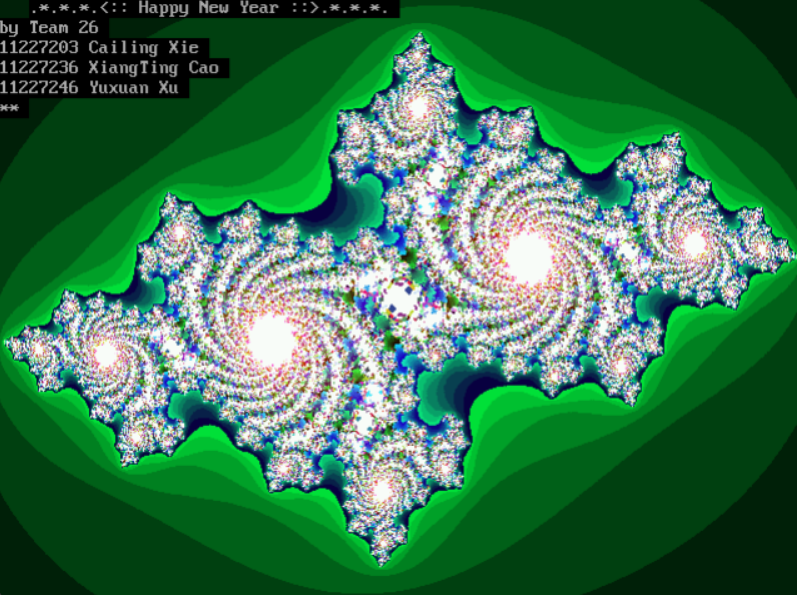 .*.*.*.<:: Happy New Year ::>.*.*.*.
by Team 26
11227203 Cailing Xie
11227236 XiangTing Cao
11227246 Yuxuan Xu
**